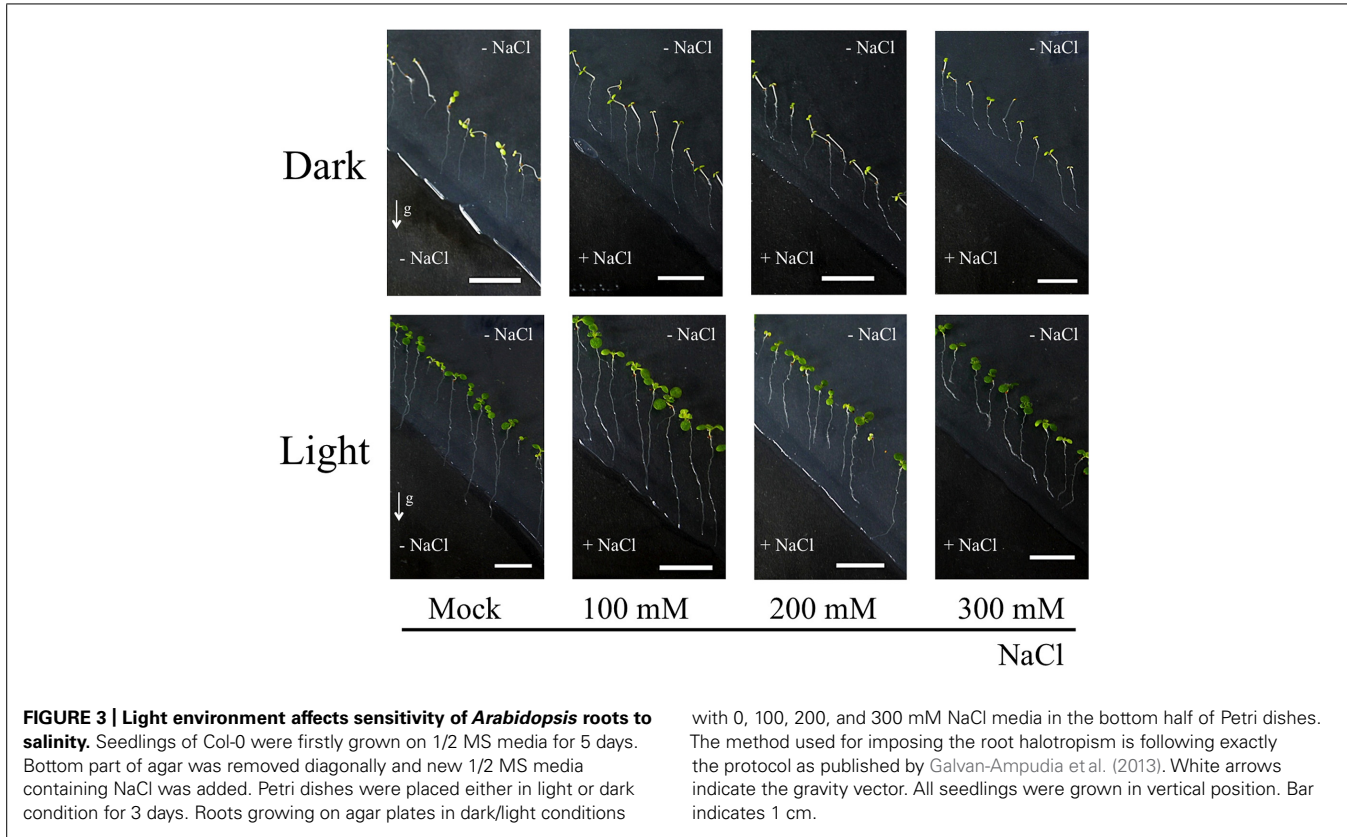 - NaCl
- NaCl
- NaCl
- NaCl
Dark
g
- NaCl
+ NaCl
+ NaCl
+ NaCl
- NaCl
- NaCl
- NaCl
- NaCl
Light
g
- NaCl
+ NaCl
+ NaCl
+ NaCl
Mock
100 mM
200 mM
300 mM
NaCl
FIGURE 3 | Light environment affects sensitivity of Arabidopsis roots to
salinity. Seedlings of Col-0 were firstly grown on 1/2 MS media for 5 days.
Bottom part of agar was removed diagonally and new 1/2 MS media
containing NaCl was added. Petri dishes were placed either in light or dark
condition for 3 days. Roots growing on agar plates in dark/light conditions
with 0, 100, 200, and 300 mM NaCl media in the bottom half of Petri dishes.
The method used for imposing the root halotropism is following exactly
the protocol as published by Galvan-Ampudia et al. (2013). White arrows
indicate the gravity vector. All seedlings were grown in vertical position. Bar
indicates 1 cm.